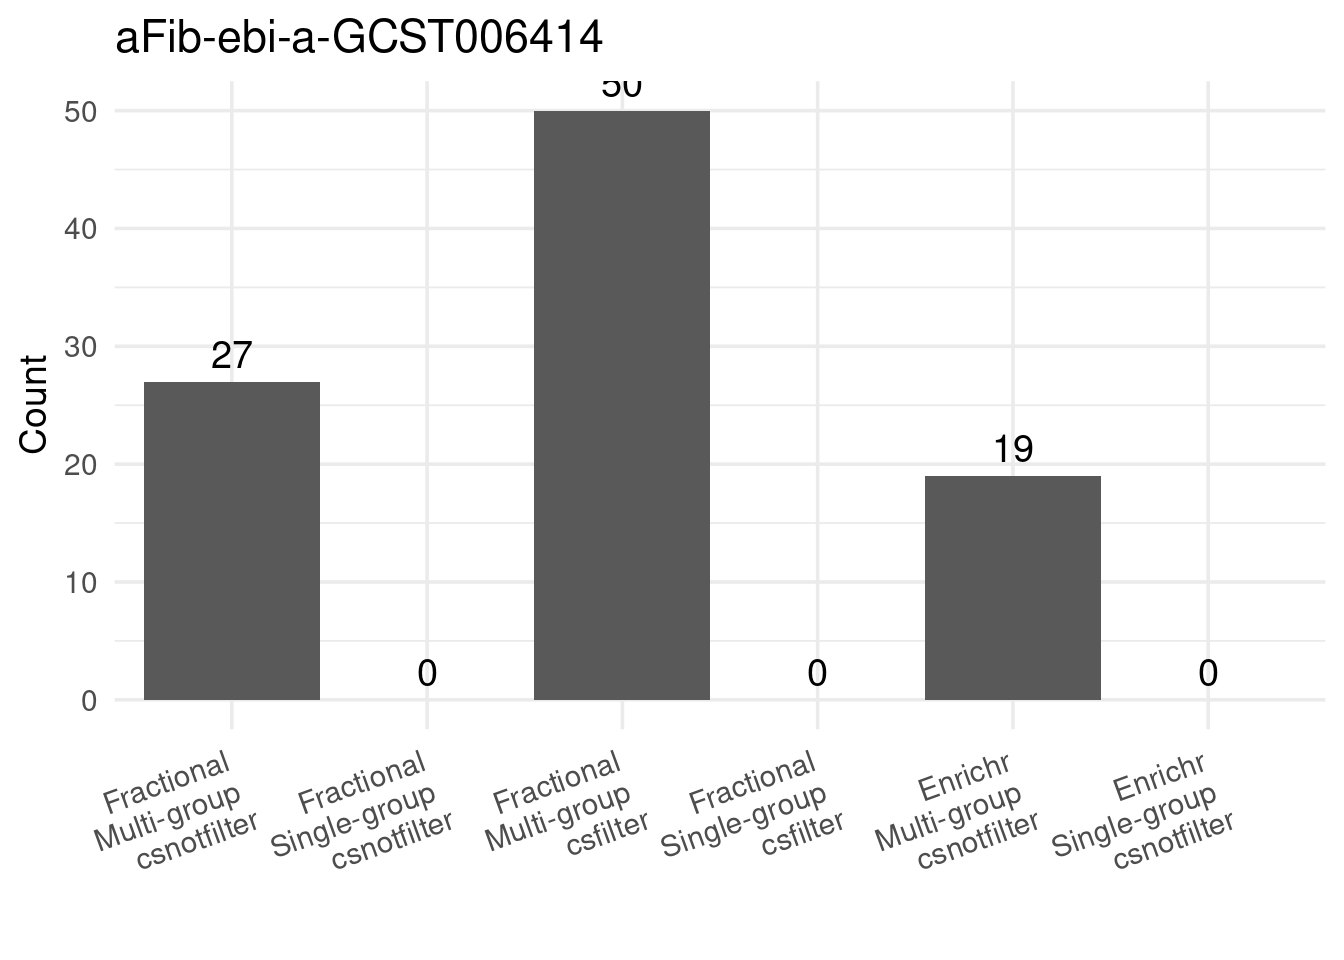 aFib-ebi-a-GCST006414
50
50
40
30
27
20
19
10
0
0
0
0
Count
Fractional
Multi-group
csnotfilter
Fractional
Single-group
csnotfilter
Fractional
Multi-group
csfilter
Fractional
Single-group
csfilter
Enrichr
Multi-group
csnotfilter
Enrichr
Single-group
csnotfilter